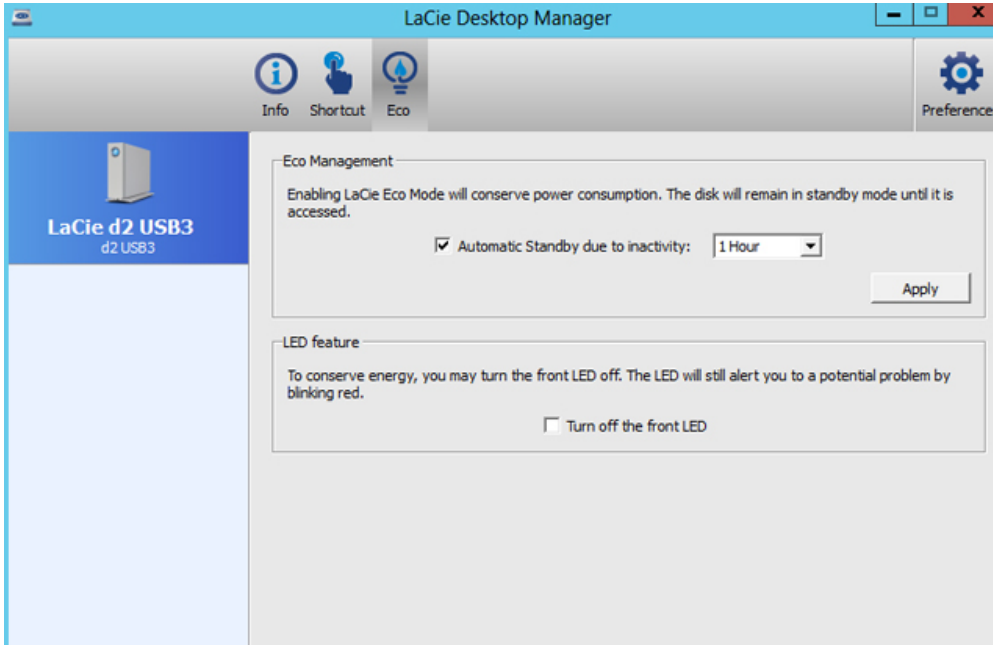 LaCie Desktop Manager
Info Shortcut Eco Preference
LaCie d2 USB3
d2 USB3
Eco Management
Enabling LaCie Eco Mode will conserve power consumption. The disk will remain in standby mode until it is
accessed.
Automatic Standby due to inactivity: 1 Hour
Apply
LED feature
To conserve energy, you may turn the front LED off. The LED will still alert you to a potential problem by
blinking red.
Turn off the front LED